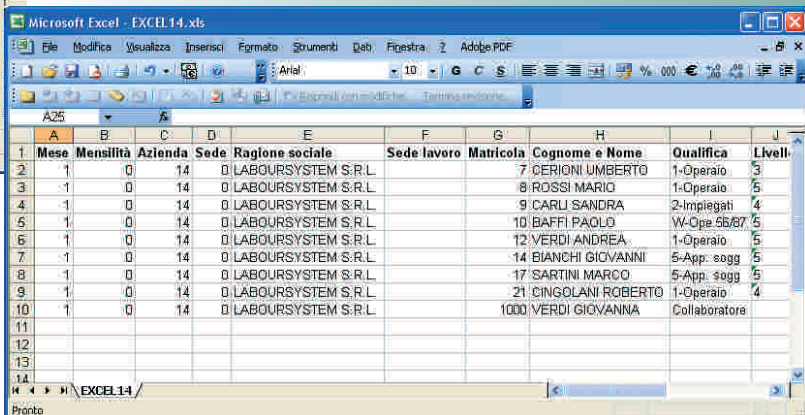 Microsoft Excel - EXCEL14.xls
File Modifica Visualizza Inserisci Formato Strumenti Dati Finestra ? Adobe PDF
Arial 10 G C S % 000 €
Rispondi con modifiche... Termina revisione...
A25 fx
A B C D E F G H I J
1 Mese Mensilità Azienda Sede Ragione sociale Sede lavoro Matricola Cognome e Nome Qualifica Livell
2 1 0 14 0 LABOURSYSTEM S.R.L. 7 CERIONI UMBERTO 1-Operaio 3
3 1 0 14 0 LABOURSYSTEM S.R.L. 8 ROSSI MARIO 1-Operaio 5
4 1 0 14 0 LABOURSYSTEM S.R.L. 9 CARLI SANDRA 2-Impiegati 4
5 1 0 14 0 LABOURSYSTEM S.R.L. 10 BAFFI PAOLO W-Ope 56/87 5
6 1 0 14 0 LABOURSYSTEM S.R.L. 12 VERDI ANDREA 1-Operaio 5
7 1 0 14 0 LABOURSYSTEM S.R.L. 14 BIANCHI GIOVANNI 5-App. sogg 5
8 1 0 14 0 LABOURSYSTEM S.R.L. 17 SARTINI MARCO 5-App. sogg 5
9 1 0 14 0 LABOURSYSTEM S.R.L. 21 CINGOLANI ROBERTO 1-Operaio 4
10 1 0 14 0 LABOURSYSTEM S.R.L. 1000 VERDI GIOVANNA Collaboratore
11
12
13
14
EXCEL14
Pronto